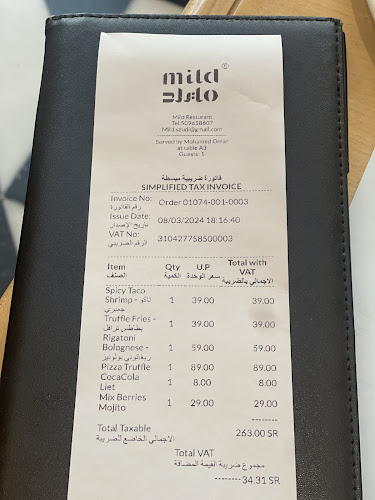 mild®
مايلد
Mild Resturant
Tel:509638607
Mild.saudi@gmail.com
Served by Mohamed Omar
at table A3
Guests: 5
فاتورة ضريبية مبسطة
SIMPLIFIED TAX INVOICE
Invoice No: Order 01074-001-0003
رقم الفاتورة
Issue Date: 08/03/2024 18:16:40
تاريخ الإصدار
VAT No: 310427758500003
الرقم الضريبي
Item Qty U.P Total with VAT
الصنف الكمية سعر الوحدة الاجمالي بالضريبة
Spicy Taco
Shrimp - تاكو 1 39.00 39.00
جمبري
Truffle Fries - 1 39.00 39.00
بطاطس ترافل
Rigatoni
Bolognese - 1 59.00 59.00
ريغاتوني بولونيز
Pizza Truffle 1 89.00 89.00
CocaCola 1 8.00 8.00
Liet
Mix Berries 1 29.00 29.00
Mojito
--------
Total Taxable 263.00 SR
الاجمالي الخاضع للضريبة
Total VAT
مجموع ضريبة القيمة المضافة
--------34.31 SR